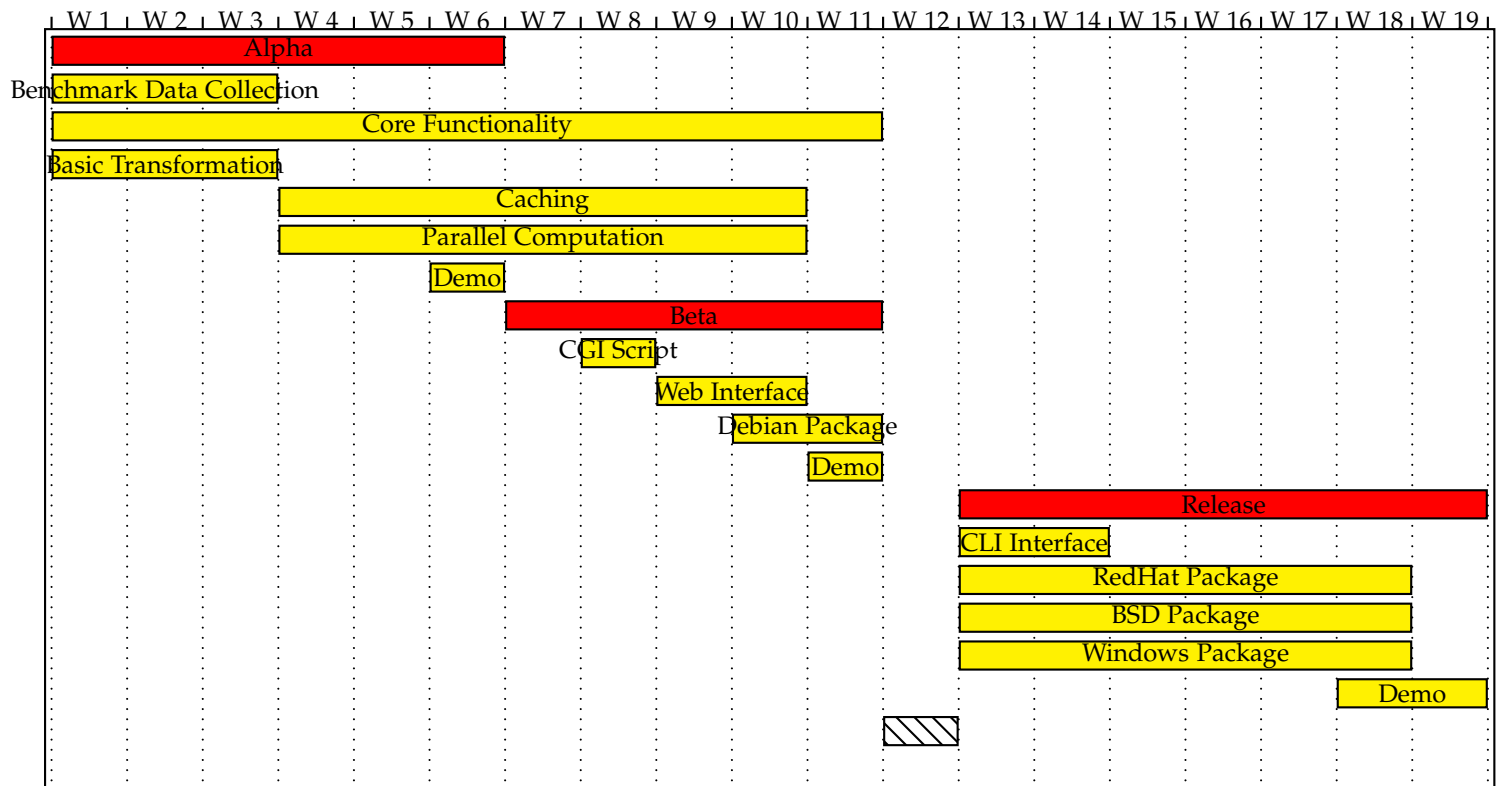 W 1 W 2 W 3 W 4 W 5 W 6 W 7 W 8 W 9 W 10 W 11 W 12 W 13 W 14 W 15 W 16 W 17 W 18 W 19
Alpha
Benchmark Data Collection
Core Functionality
Basic Transformation
Caching
Parallel Computation
Demo
Beta
CGI Script
Web Interface
Debian Package
Demo
Release
CLI Interface
RedHat Package
BSD Package
Windows Package
Demo